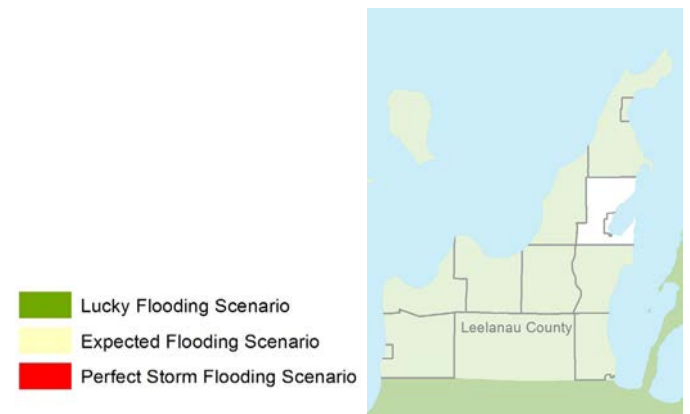 Leelanau County
Lucky Flooding Scenario
Expected Flooding Scenario
Perfect Storm Flooding Scenario